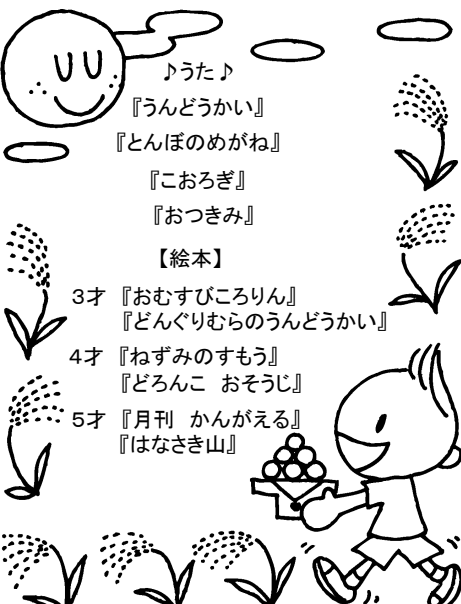 ♪うた♪
『うんどうかい』
『とんぼのめがね』
『こおろぎ』
『おつきみ』
【絵本】
3才 『おむすびころりん』
『どんぐりむらのうんどうかい』
4才 『ねずみのすもう』
『どろんこ おそうじ』
5才 『月刊 かんがえる』
『はなさき山』